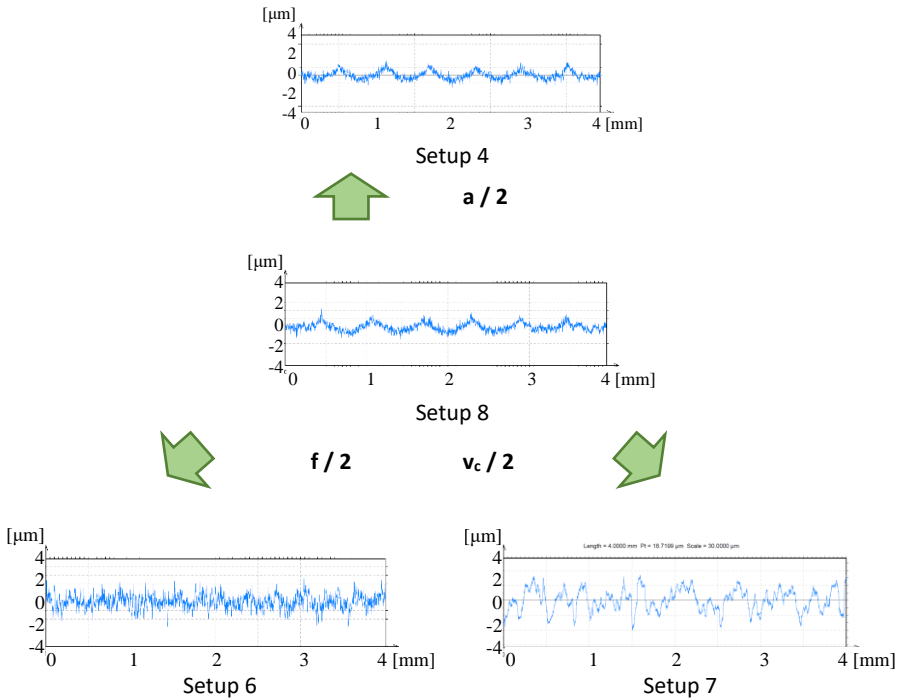 [μm]
4
2
0
-2
-4
0 1 2 3 4 [mm]
Setup 4
a / 2
[μm]
4
2
0
-2
-4
0 1 2 3 4 [mm]
Setup 8
f / 2 vc / 2
[μm]
4
2
0
-2
-4
0 1 2 3 4 [mm]
Setup 6
[μm]
Length = 4.0000 mm Pt = 18.7199 μm Scale = 30.0000 μm
4
2
0
-2
-4
0 1 2 3 4 [mm]
Setup 7